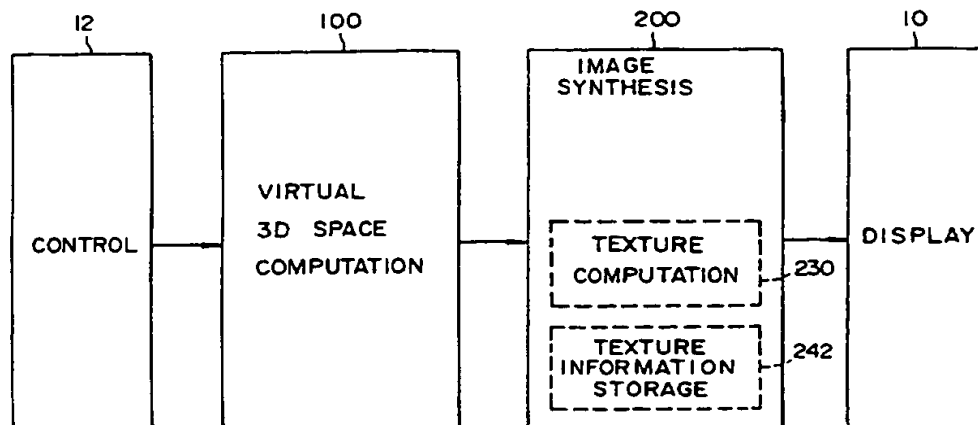 12
100
200
10
CONTROL
VIRTUAL
3D SPACE
COMPUTATION
IMAGE
SYNTHESIS
TEXTURE
COMPUTATION
230
TEXTURE
INFORMATION
STORAGE
242
DISPLAY